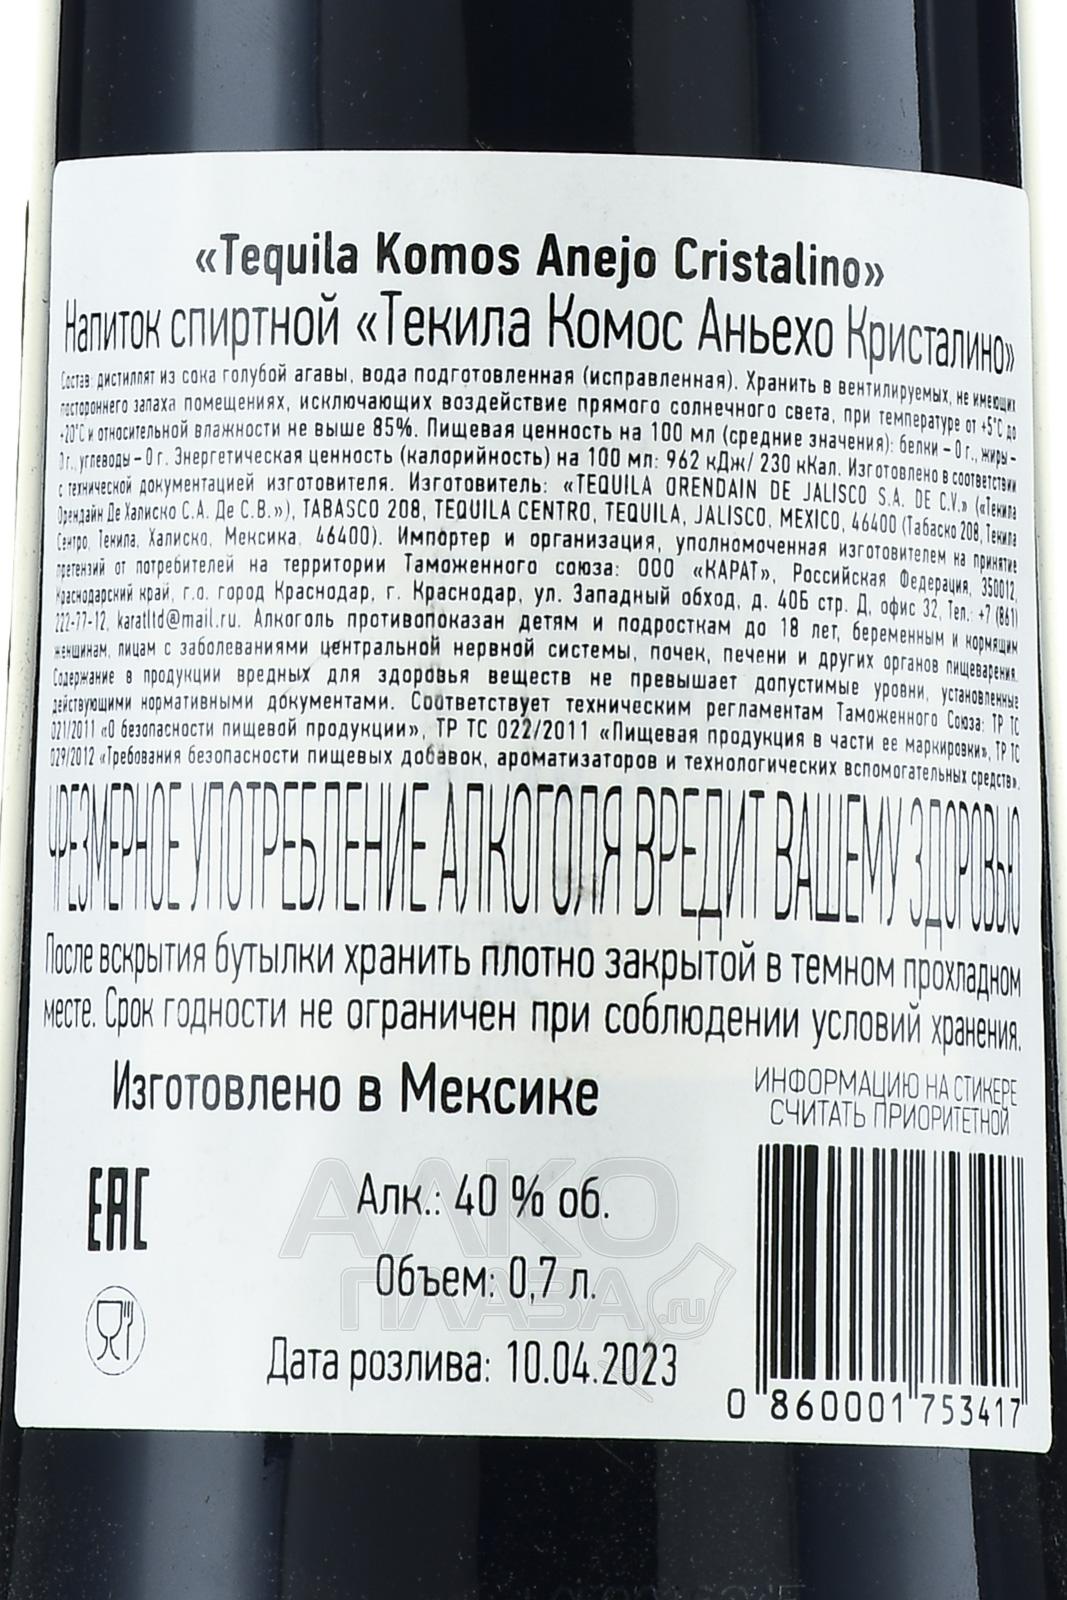 «Tequila Komos Anejo Cristalino»
Напиток спиртной «Текила Комос Аньехо Кристалино»
Состав: дистиллят из сока голубой агавы, вода подготовленная (исправленная). Хранить в вентилируемых, не имеющих
постороннего запаха помещениях, исключающих воздействие прямого солнечного света, при температуре от +5°С до
+20°С и относительной влажности не выше 85%. Пищевая ценность на 100 мл (средние значения): белки – 0 г., жиры –
0 г., углеводы – 0 г. Энергетическая ценность (калорийность) на 100 мл: 962 кДж/ 230 кКал. Изготовлено в соответствии
с технической документацией изготовителя. Изготовитель: «TEQUILA ORENDAIN DE JALISCO S.A. DE C.V.» («Текила
Орендайн Де Халиско С.А. Де С.В.»), TABASCO 208, TEQUILA CENTRO, TEQUILA, JALISCO, MEXICO, 46400 (Табаско 208, Текила
Сентро, Текила, Халиско, Мексика, 46400). Импортер и организация, уполномоченная изготовителем на принятие
претензий от потребителей на территории Таможенного союза: ООО «КАРАТ», Российская Федерация, 350012,
Краснодарский край, г.о. город Краснодар, г. Краснодар, ул. Западный обход, д. 40Б стр. Д, офис 32, Тел.: +7 (861)
222-77-12, karatltd@mail.ru. Алкоголь противопоказан детям и подросткам до 18 лет, беременным и кормящим
женщинам, лицам с заболеваниями центральной нервной системы, почек, печени и других органов пищеварения.
Содержание в продукции вредных для здоровья веществ не превышает допустимые уровни, установленные
действующими нормативными документами. Соответствует техническим регламентам Таможенного Союза: ТР ТС
021/2011 «О безопасности пищевой продукции», ТР ТС 022/2011 «Пищевая продукция в части ее маркировки», ТР ТС
029/2012 «Требования безопасности пищевых добавок, ароматизаторов и технологических вспомогательных средств».
ЧРЕЗМЕРНОЕ УПОТРЕБЛЕНИЕ АЛКОГОЛЯ ВРЕДИТ ВАШЕМУ ЗДОРОВЬЮ
После вскрытия бутылки хранить плотно закрытой в темном прохладном
месте. Срок годности не ограничен при соблюдении условий хранения.
Изготовлено в Мексике
ИНФОРМАЦИЮ НА СТИКЕРЕ
СЧИТАТЬ ПРИОРИТЕТНОЙ
EAC
Алк.: 40 % об.
АЛКО
Объем: 0,7 л.
ПЛАЗА.ru
Дата розлива: 10.04.2023
0 860001 753417